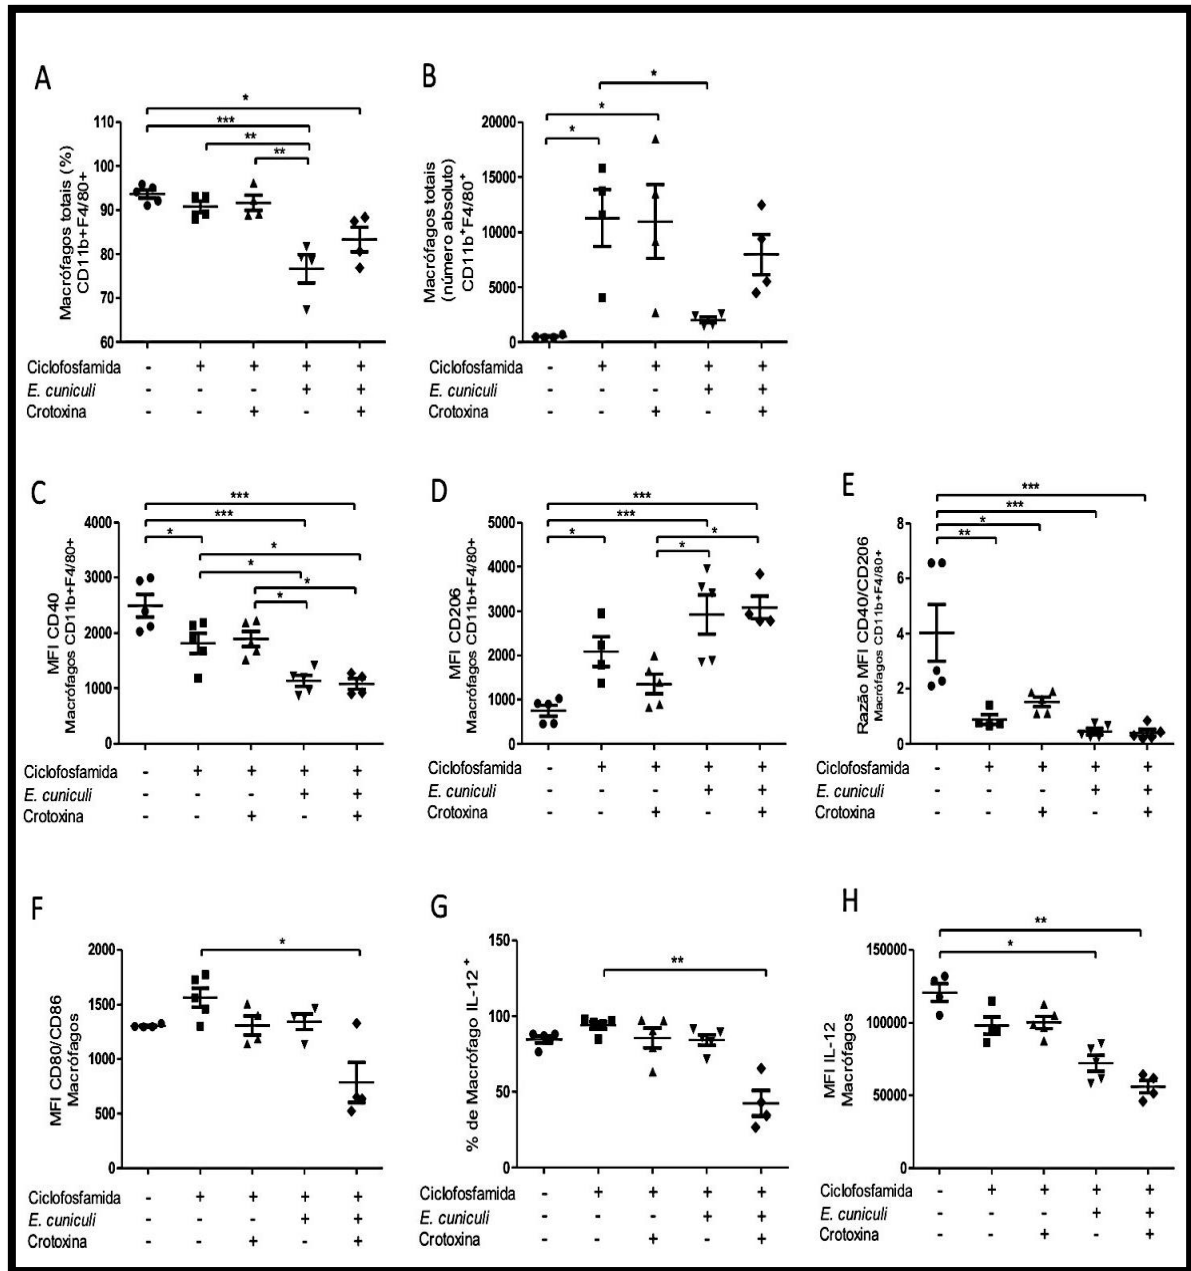 A
*
***
**
**
Macrófagos totais (%)
CD11b+F4/80+
110
100
90
80
70
60
Ciclofosfamida - + + + +
E. cuniculi - - - + +
Crotoxina - - + - +
B
*
*
*
Macrófagos totais
(número absoluto)
CD11b+F4/80+
20000
15000
10000
5000
0
Ciclofosfamida - + + + +
E. cuniculi - - - + +
Crotoxina - - + - +
C
***
***
*
*
*
*
*
MFI CD40
Macrófagos CD11b+F4/80+
4000
3000
2000
1000
0
Ciclofosfamida - + + + +
E. cuniculi - - - + +
Crotoxina - - + - +
D
***
***
*
*
*
MFI CD206
Macrófagos CD11b+F4/80+
5000
4000
3000
2000
1000
0
Ciclofosfamida - + + + +
E. cuniculi - - - + +
Crotoxina - - + - +
E
***
***
*
**
Razão MFI CD40/CD206
Macrófagos CD11b+F4/80+
8
6
4
2
0
Ciclofosfamida - + + + +
E. cuniculi - - - + +
Crotoxina - - + - +
F
*
MFI CD80/CD86
Macrófagos
2000
1500
1000
500
0
Ciclofosfamida - + + + +
E. cuniculi - - - + +
Crotoxina - - + - +
G
**
% de Macrófago IL-12+
150
100
50
0
Ciclofosfamida - + + + +
E. cuniculi - - - + +
Crotoxina - - + - +
H
**
*
MFI IL-12
Macrófagos
150000
100000
50000
0
Ciclofosfamida - + + + +
E. cuniculi - - - + +
Crotoxina - - + - +